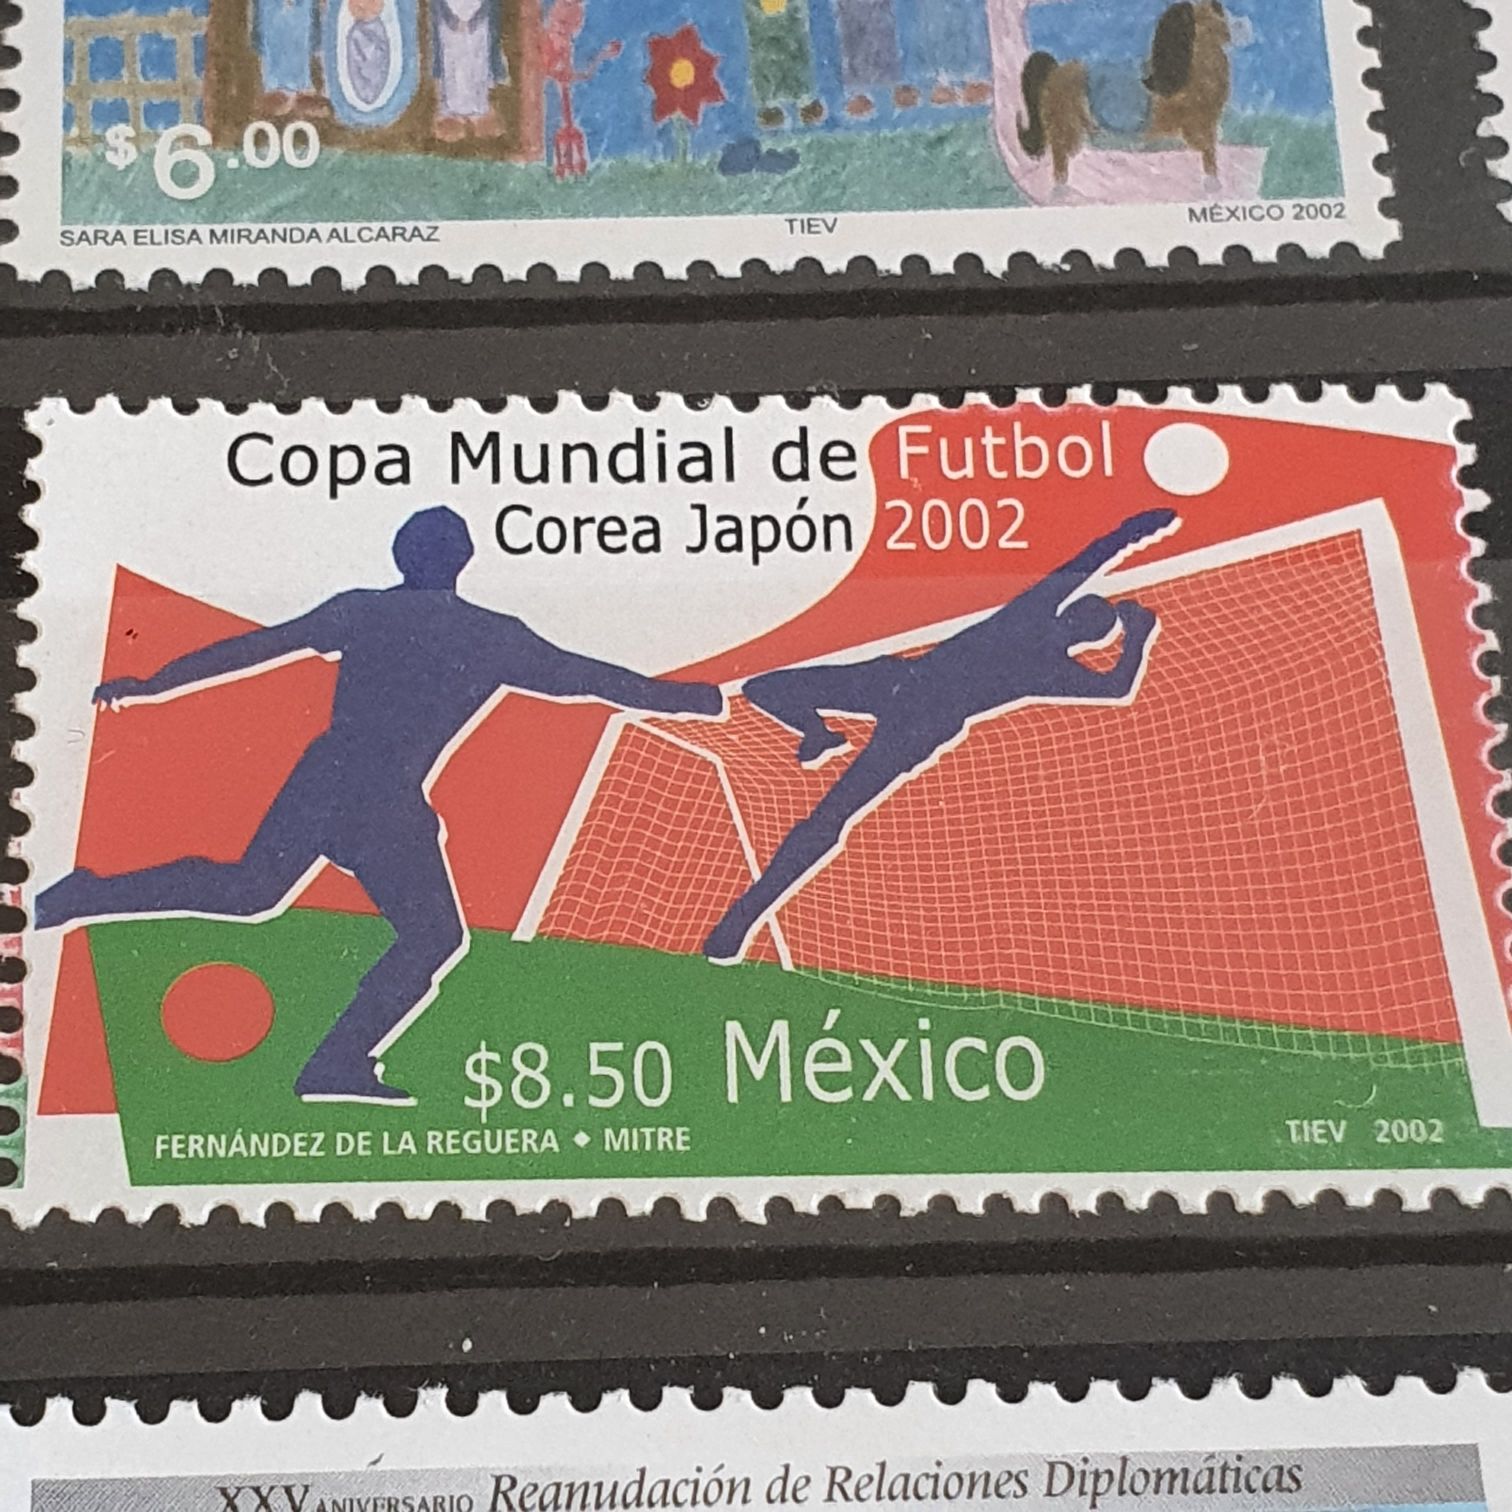 $6.00
SARA ELISA MIRANDA ALCARAZ TIEV MÉXICO 2002
Copa Mundial de Futbol
Corea Japón 2002
$8.50 México
FERNÁNDEZ DE LA REGUERA ◆ MITRE TIEV 2002
XXV ANIVERSARIO Reanudación de Relaciones Diplomáticas